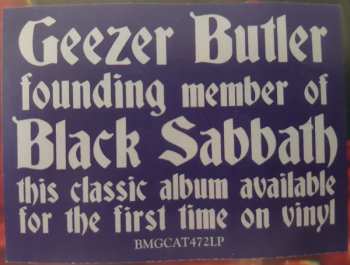 Geezer Butler
founding member of
Black Sabbath
this classic album available
for the first time on vinyl
BMGCAT472LP